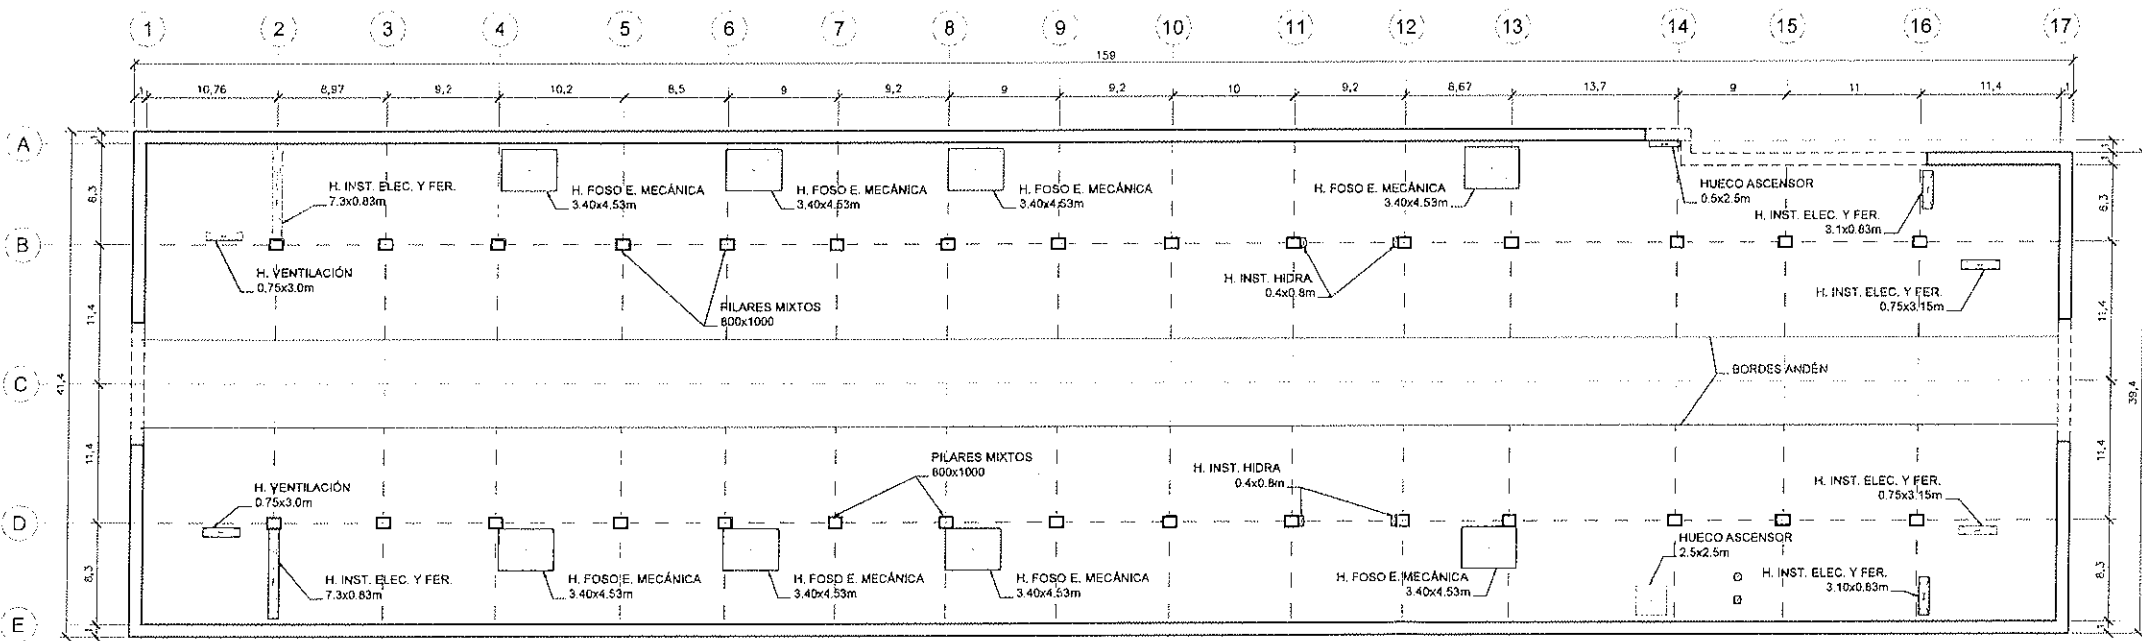 1 2 3 4 5 6 7 8 9 10 11 12 13 14 15 16 17
159
1 10,76 8,97 9,2 10,2 8,5 9 9,2 9 9,2 10 9,2 8,67 13,7 9 11 11,4 1
A
1
8,3
H. INST. ELEC. Y FER.
7.3x0.83m
H. FOSO E. MECÁNICA
3.40x4.53m
H. FOSO E. MECÁNICA
3.40x4.53m
H. FOSO E. MECÁNICA
3.40x4.53m
H. FOSO E. MECÁNICA
3.40x4.53m
HUECO ASCENSOR
0.5x2.5m
H. INST. ELEC. Y FER.
3.1x0.83m
8,3
B
H. VENTILACIÓN
0.75x3.0m
PILARES MIXTOS
800x1000
H. INST. HIDRA.
0.4x0.8m
H. INST. ELEC. Y FER.
0.75x3.15m
11,4
11,4
C
41,4
BORDES ANDÉN
39,4
11,4
11,4
H. VENTILACIÓN
0.75x3.0m
PILARES MIXTOS
800x1000
H. INST. HIDRA
0.4x0.8m
H. INST. ELEC. Y FER.
0.75x3.15m
D
8,3
H. INST. ELEC. Y FER.
7.3x0.83m
H. FOSO E. MECÁNICA
3.40x4.53m
H. FOSO E. MECÁNICA
3.40x4.53m
H. FOSO E. MECÁNICA
3.40x4.53m
H. FOSO E. MECÁNICA
3.40x4.53m
HUECO ASCENSOR
2.5x2.5m
H. INST. ELEC. Y FER.
3.10x0.83m
8,3
E
1
1